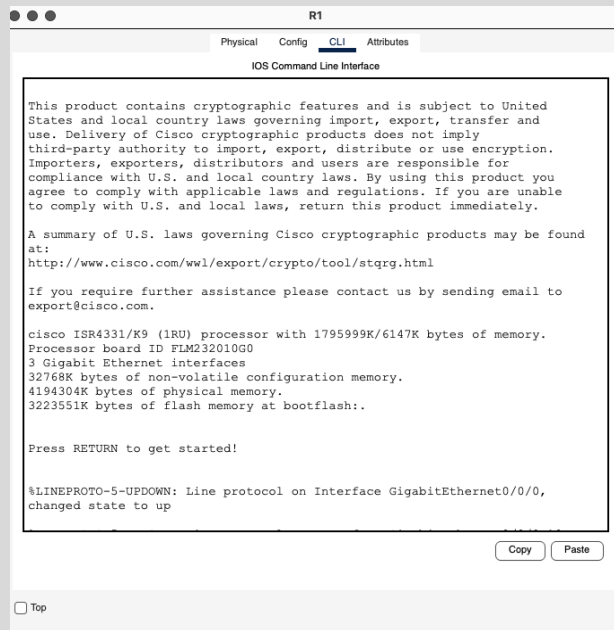 R1
Physical Config CLI Attributes
IOS Command Line Interface
This product contains cryptographic features and is subject to United
States and local country laws governing import, export, transfer and
use. Delivery of Cisco cryptographic products does not imply
third-party authority to import, export, distribute or use encryption.
Importers, exporters, distributors and users are responsible for
compliance with U.S. and local country laws. By using this product you
agree to comply with applicable laws and regulations. If you are unable
to comply with U.S. and local laws, return this product immediately.
A summary of U.S. laws governing Cisco cryptographic products may be found
at:
http://www.cisco.com/wwl/export/crypto/tool/stqrg.html
If you require further assistance please contact us by sending email to
export@cisco.com.
cisco ISR4331/K9 (1RU) processor with 1795999K/6147K bytes of memory.
Processor board ID FLM232010G0
3 Gigabit Ethernet interfaces
32768K bytes of non-volatile configuration memory.
4194304K bytes of physical memory.
3223551K bytes of flash memory at bootflash:.
Press RETURN to get started!
%LINEPROTO-5-UPDOWN: Line protocol on Interface GigabitEthernet0/0/0,
changed state to up
Copy Paste
Top